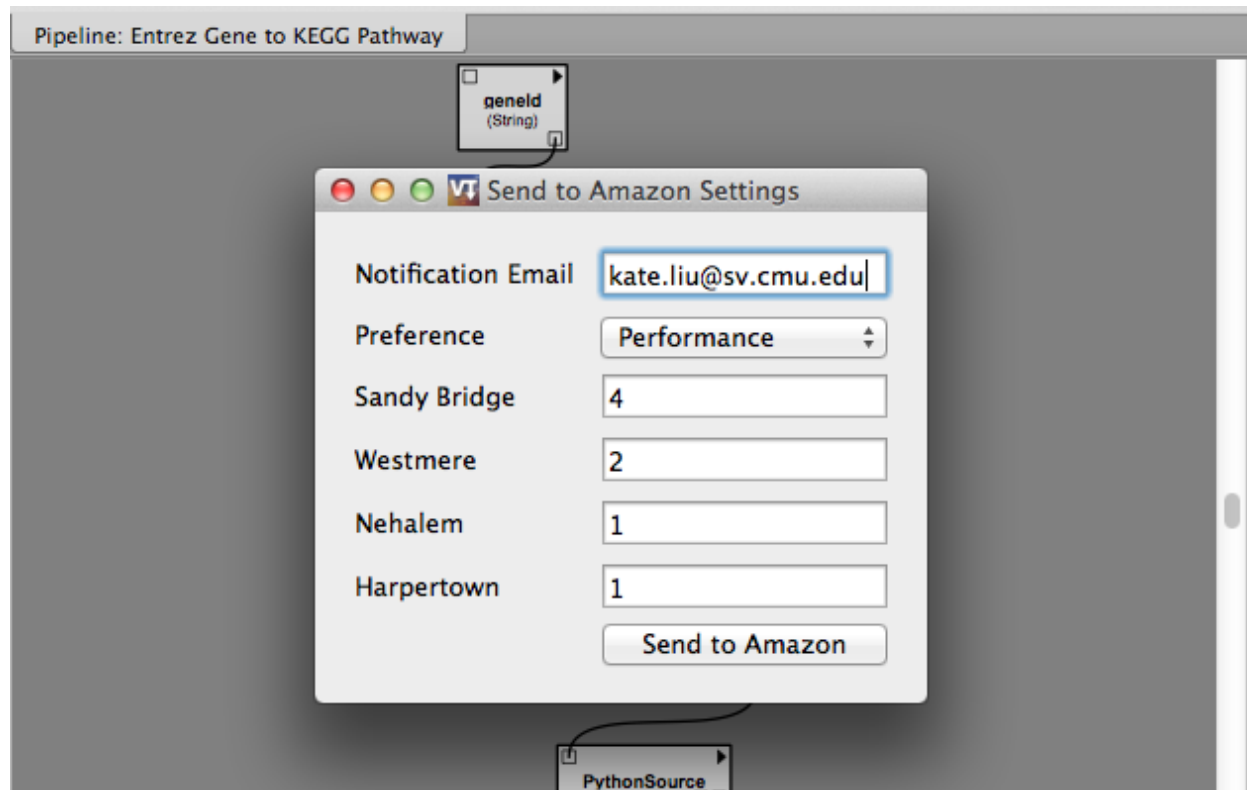 Pipeline: Entrez Gene to KEGG Pathway
geneId
(String)
VT Send to Amazon Settings
Notification Email kate.liu@sv.cmu.edu
Preference Performance
Sandy Bridge 4
Westmere 2
Nehalem 1
Harpertown 1
Send to Amazon
PythonSource